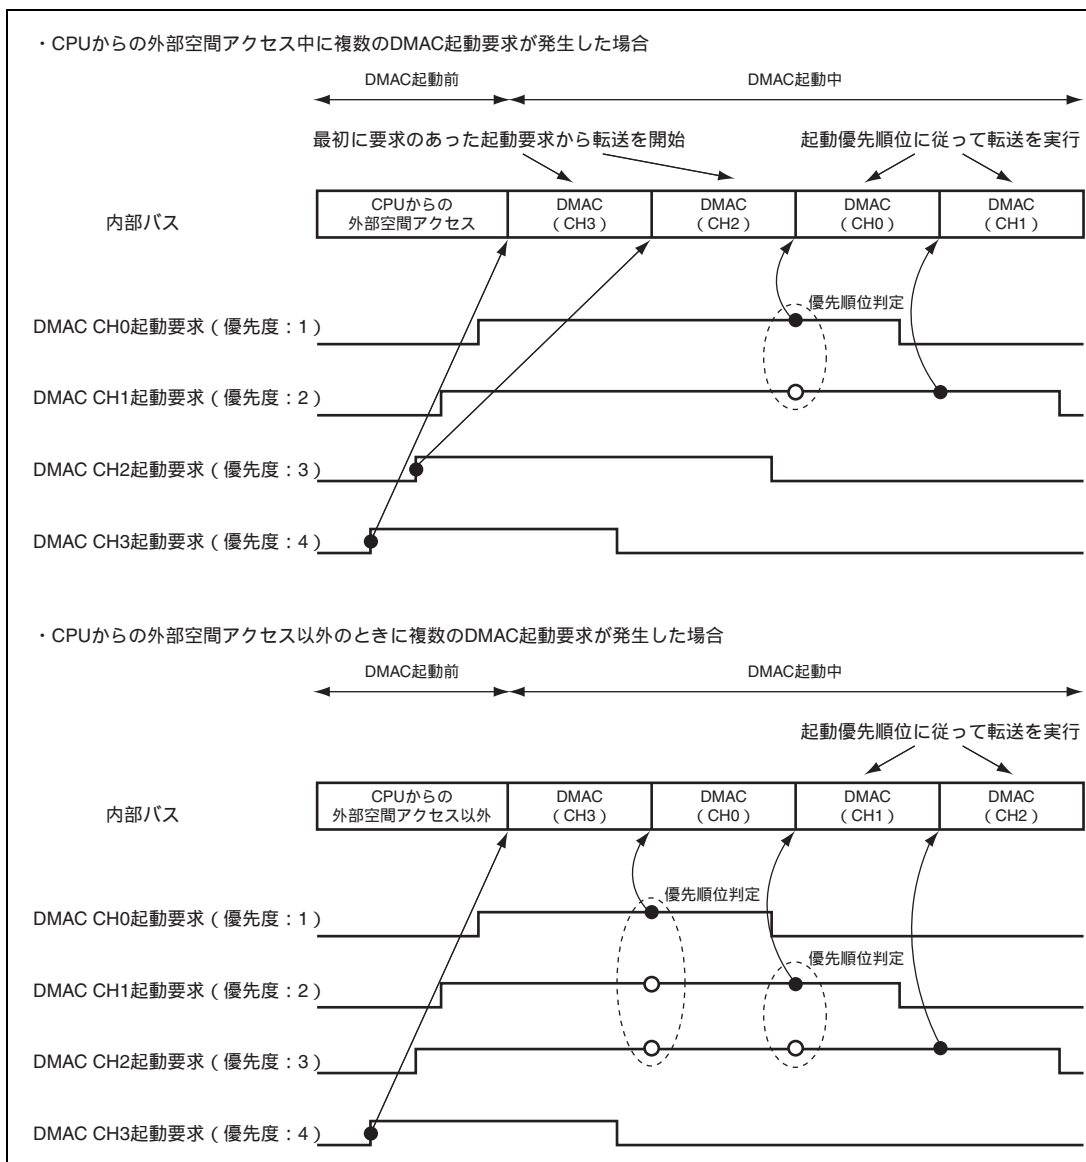 ・CPUからの外部空間アクセス中に複数のDMAC起動要求が発生した場合
DMAC起動前
DMAC起動中
最初に要求のあった起動要求から転送を開始
起動優先順位に従って転送を実行
内部バス
CPUからの
外部空間アクセス
DMAC
（CH3）
DMAC
（CH2）
DMAC
（CH0）
DMAC
（CH1）
優先順位判定
DMAC CH0起動要求（優先度：1）
DMAC CH1起動要求（優先度：2）
DMAC CH2起動要求（優先度：3）
DMAC CH3起動要求（優先度：4）
・CPUからの外部空間アクセス以外のときに複数のDMAC起動要求が発生した場合
DMAC起動前
DMAC起動中
起動優先順位に従って転送を実行
内部バス
CPUからの
外部空間アクセス以外
DMAC
（CH3）
DMAC
（CH0）
DMAC
（CH1）
DMAC
（CH2）
優先順位判定
DMAC CH0起動要求（優先度：1）
優先順位判定
DMAC CH1起動要求（優先度：2）
DMAC CH2起動要求（優先度：3）
DMAC CH3起動要求（優先度：4）